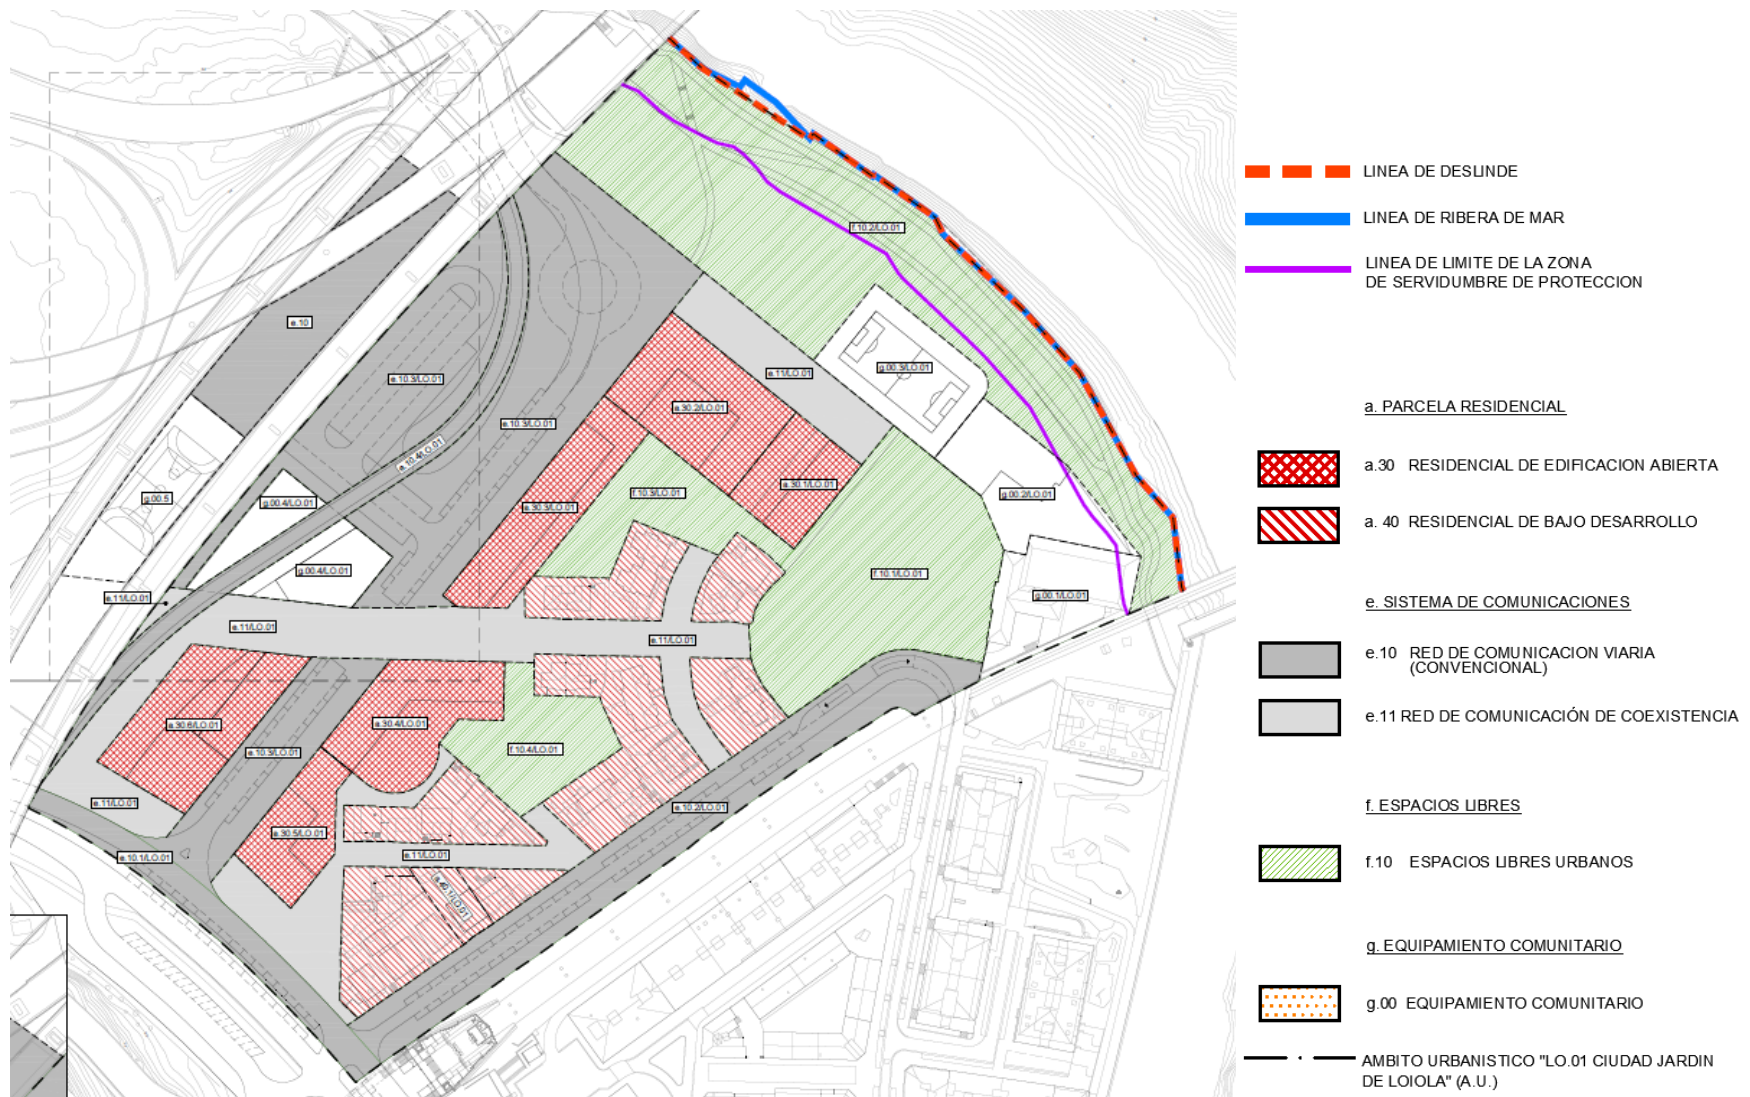 f.10.2/LO.01
e.10
g.00.3/LO.01
e.11/LO.01
e.10.3/LO.01
a.30.2/LO.01
e.10.3/LO.01
a.10.4/LO.01
a.30.1/LO.01
f.10.3/LO.01
g.00.2/LO.01
g.00.5
g.00.4/LO.01
a.30.3/LO.01
g.00.4/LO.01
f.10.1/LO.01
g.00.1/LO.01
e.11/LO.01
e.11/LO.01
e.11/LO.01
a.30.6/LO.01
a.30.4/LO.01
e.10.3/LO.01
f.10.4/LO.01
e.11/LO.01
e.10.2/LO.01
a.30.5/LO.01
e.10.1/LO.01
e.11/LO.01
a.40.1/LO.01
LINEA DE DESLINDE
LINEA DE RIBERA DE MAR
LINEA DE LIMITE DE LA ZONA
DE SERVIDUMBRE DE PROTECCION
a. PARCELA RESIDENCIAL
a.30 RESIDENCIAL DE EDIFICACION ABIERTA
a. 40 RESIDENCIAL DE BAJO DESARROLLO
e. SISTEMA DE COMUNICACIONES
e.10 RED DE COMUNICACION VIARIA
(CONVENCIONAL)
e.11 RED DE COMUNICACIÓN DE COEXISTENCIA
f. ESPACIOS LIBRES
f.10 ESPACIOS LIBRES URBANOS
g. EQUIPAMIENTO COMUNITARIO
g.00 EQUIPAMIENTO COMUNITARIO
AMBITO URBANISTICO "LO.01 CIUDAD JARDIN
DE LOIOLA" (A.U.)